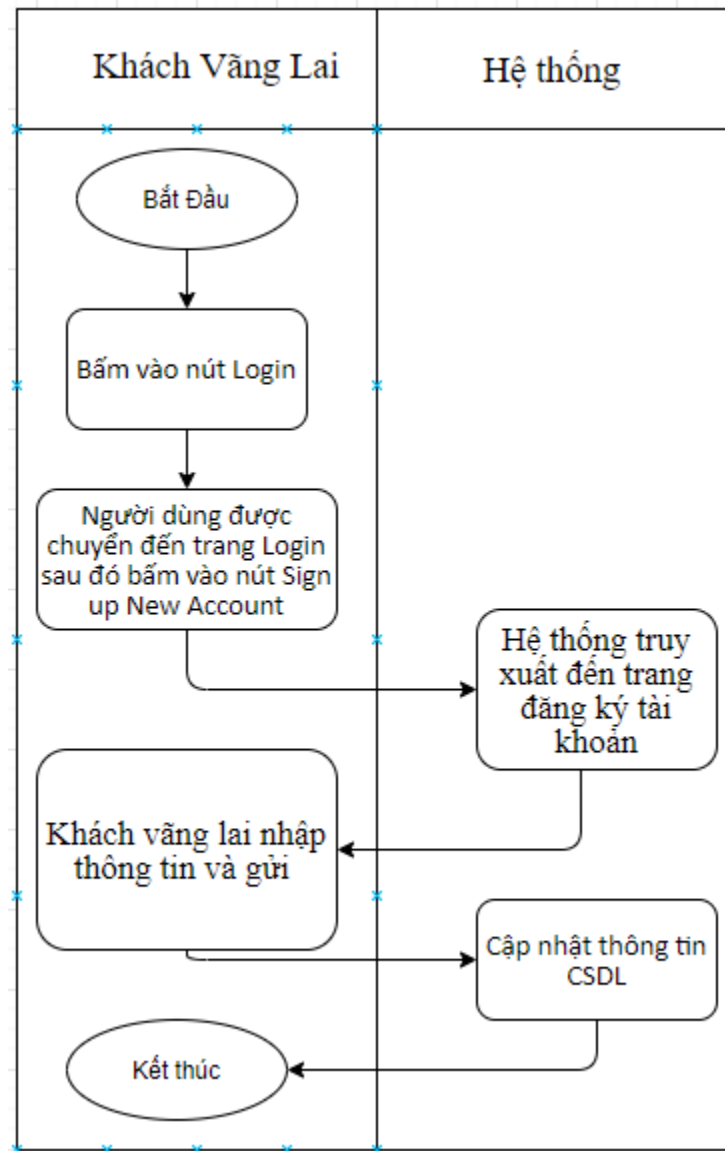 Khách Vãng Lai
Hệ thống
Bắt Đầu
Bấm vào nút Login
Người dùng được
chuyển đến trang Login
sau đó bấm vào nút Sign
up New Account
Hệ thống truy
xuất đến trang
đăng ký tài
khoản
Khách vãng lai nhập
thông tin và gửi
Cập nhật thông tin
CSDL
Kết thúc